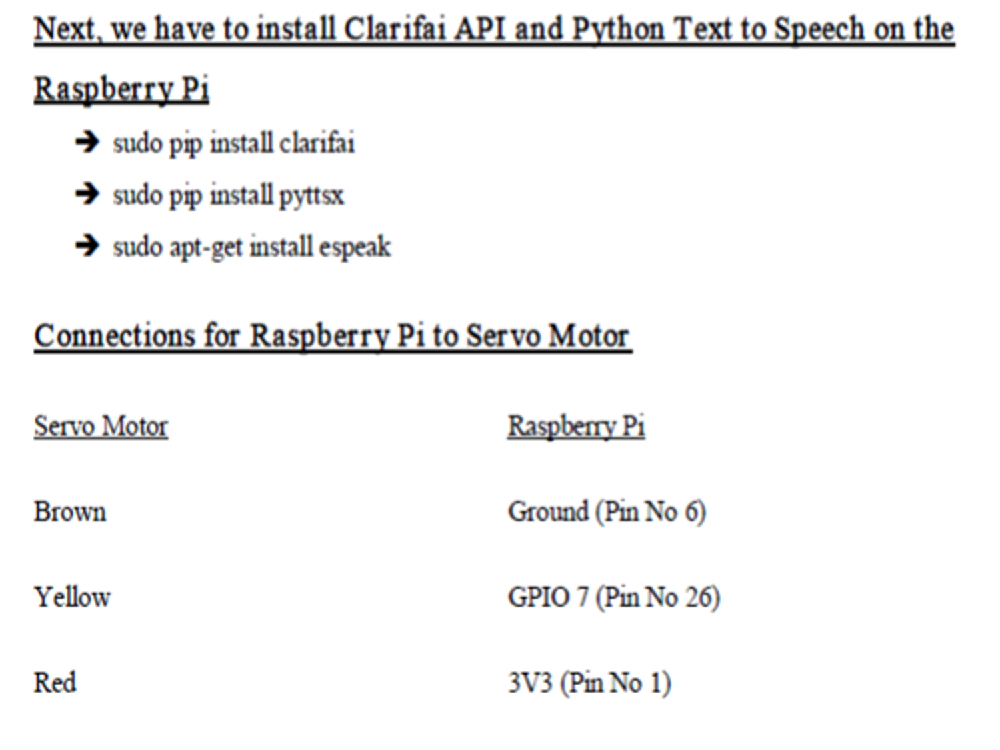 Next, we have to install Clarifai API and Python Text to Speech on the
Raspberry Pi
➔ sudo pip install clarifai
➔ sudo pip install pyttsx
➔ sudo apt-get install espeak
Connections for Raspberry Pi to Servo Motor
Servo Motor Raspberry Pi
Brown Ground (Pin No 6)
Yellow GPIO 7 (Pin No 26)
Red 3V3 (Pin No 1)